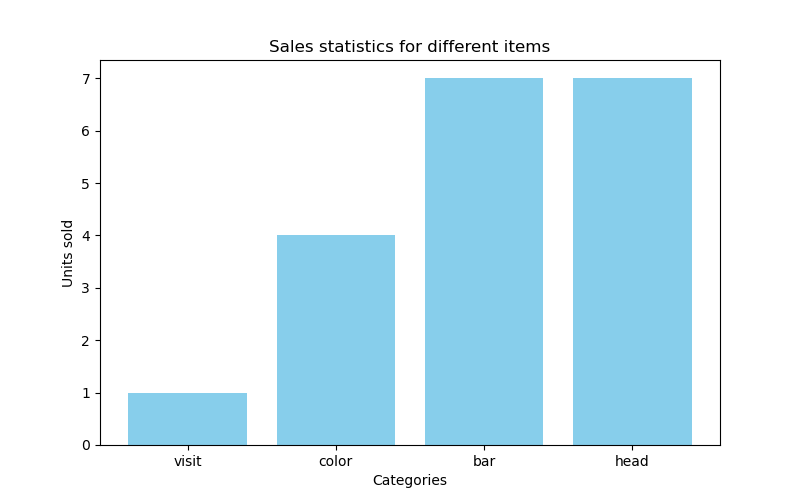 Sales statistics for different items
Units sold
7
6
5
4
3
2
1
0
visit color bar head
Categories